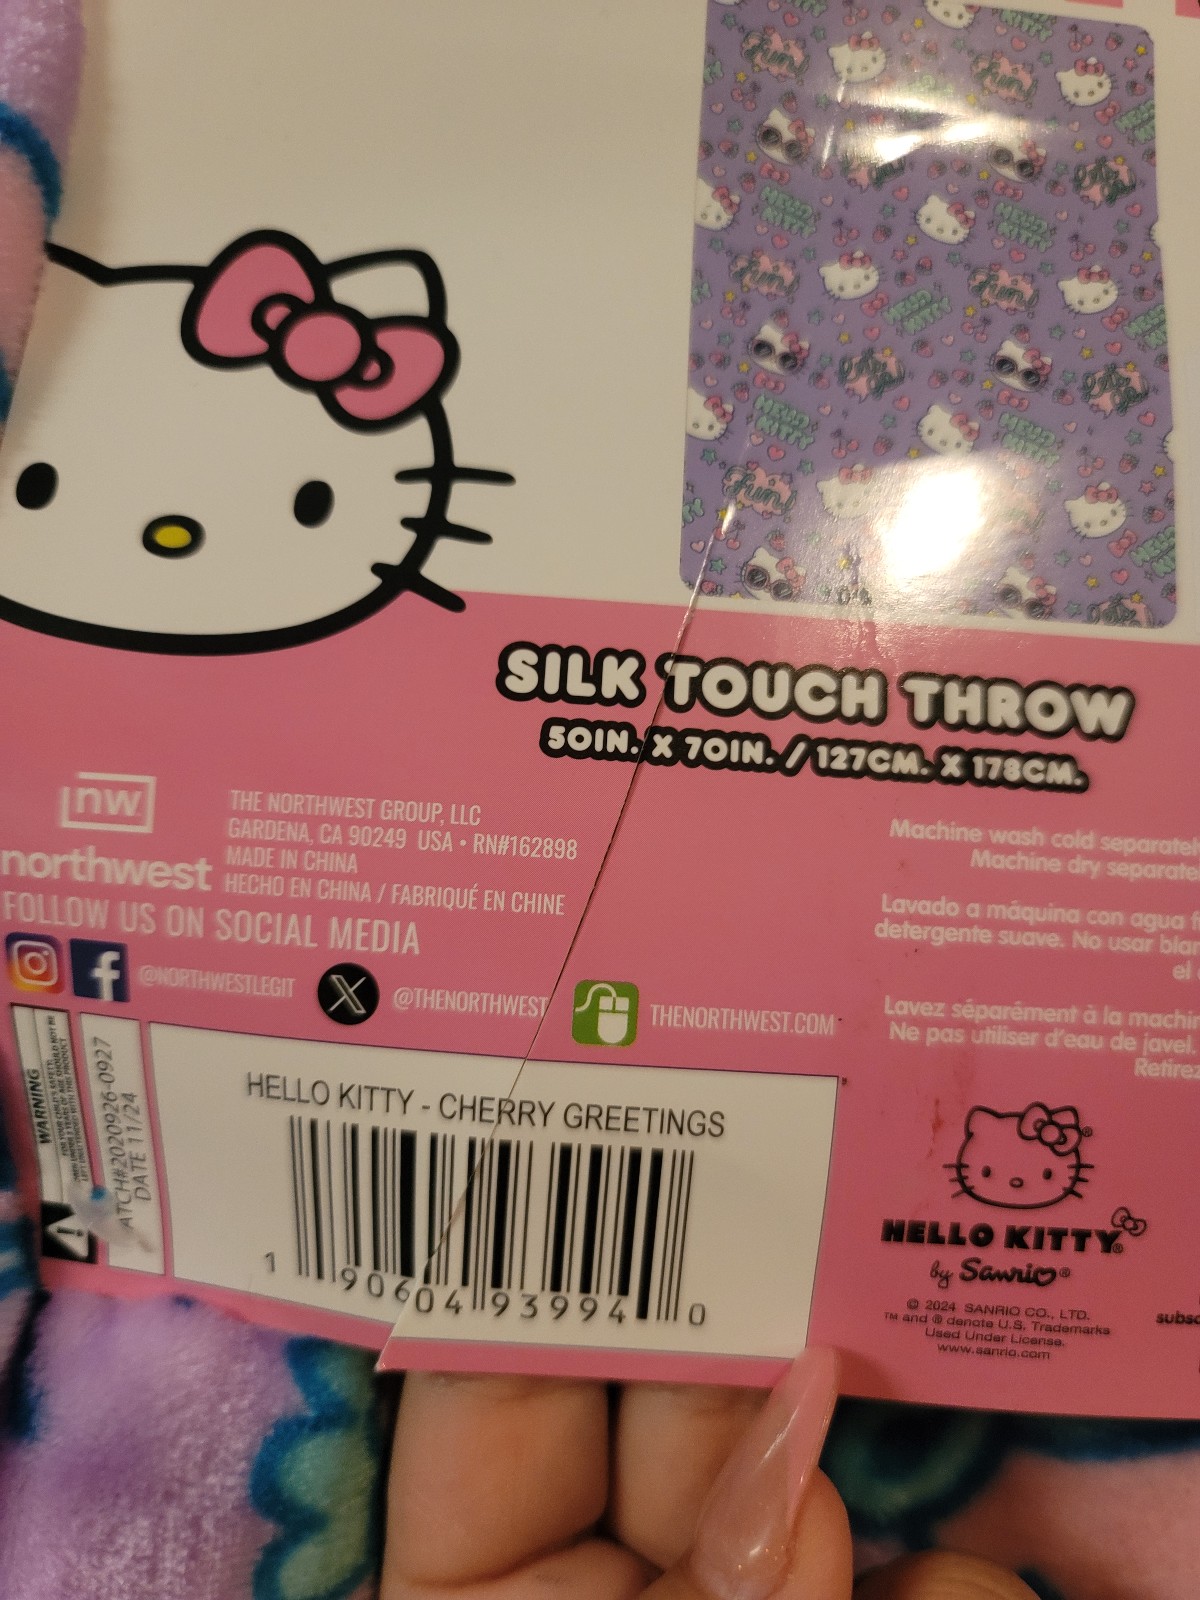 Fun!
HELLO KITTY
Let's Go!
SILK TOUCH THROW
50IN. X 70IN. / 127CM. X 178CM.
nw
northwest
THE NORTHWEST GROUP, LLC
GARDENA, CA 90249 USA • RN#162898
MADE IN CHINA
HECHO EN CHINA / FABRIQUÉ EN CHINE
FOLLOW US ON SOCIAL MEDIA
@NORTHWESTLEGIT
@THENORTHWEST
THENORTHWEST.COM
Machine wash cold separately
Machine dry
Lavado a máquina con agua
detergente suave. No usar
el
Lavez séparément à la
Ne pas utiliser d'eau de javel.
Retirez
WARNING
ATCH#2020926-0927
DATE 11/24
HELLO KITTY - CHERRY GREETINGS
1 90604 93994 0
HELLO KITTY®
by Sanrio®
© 2024 SANRIO CO., LTD.
™ and ® denote U.S. Trademarks
Used Under License.
www.sanrio.com